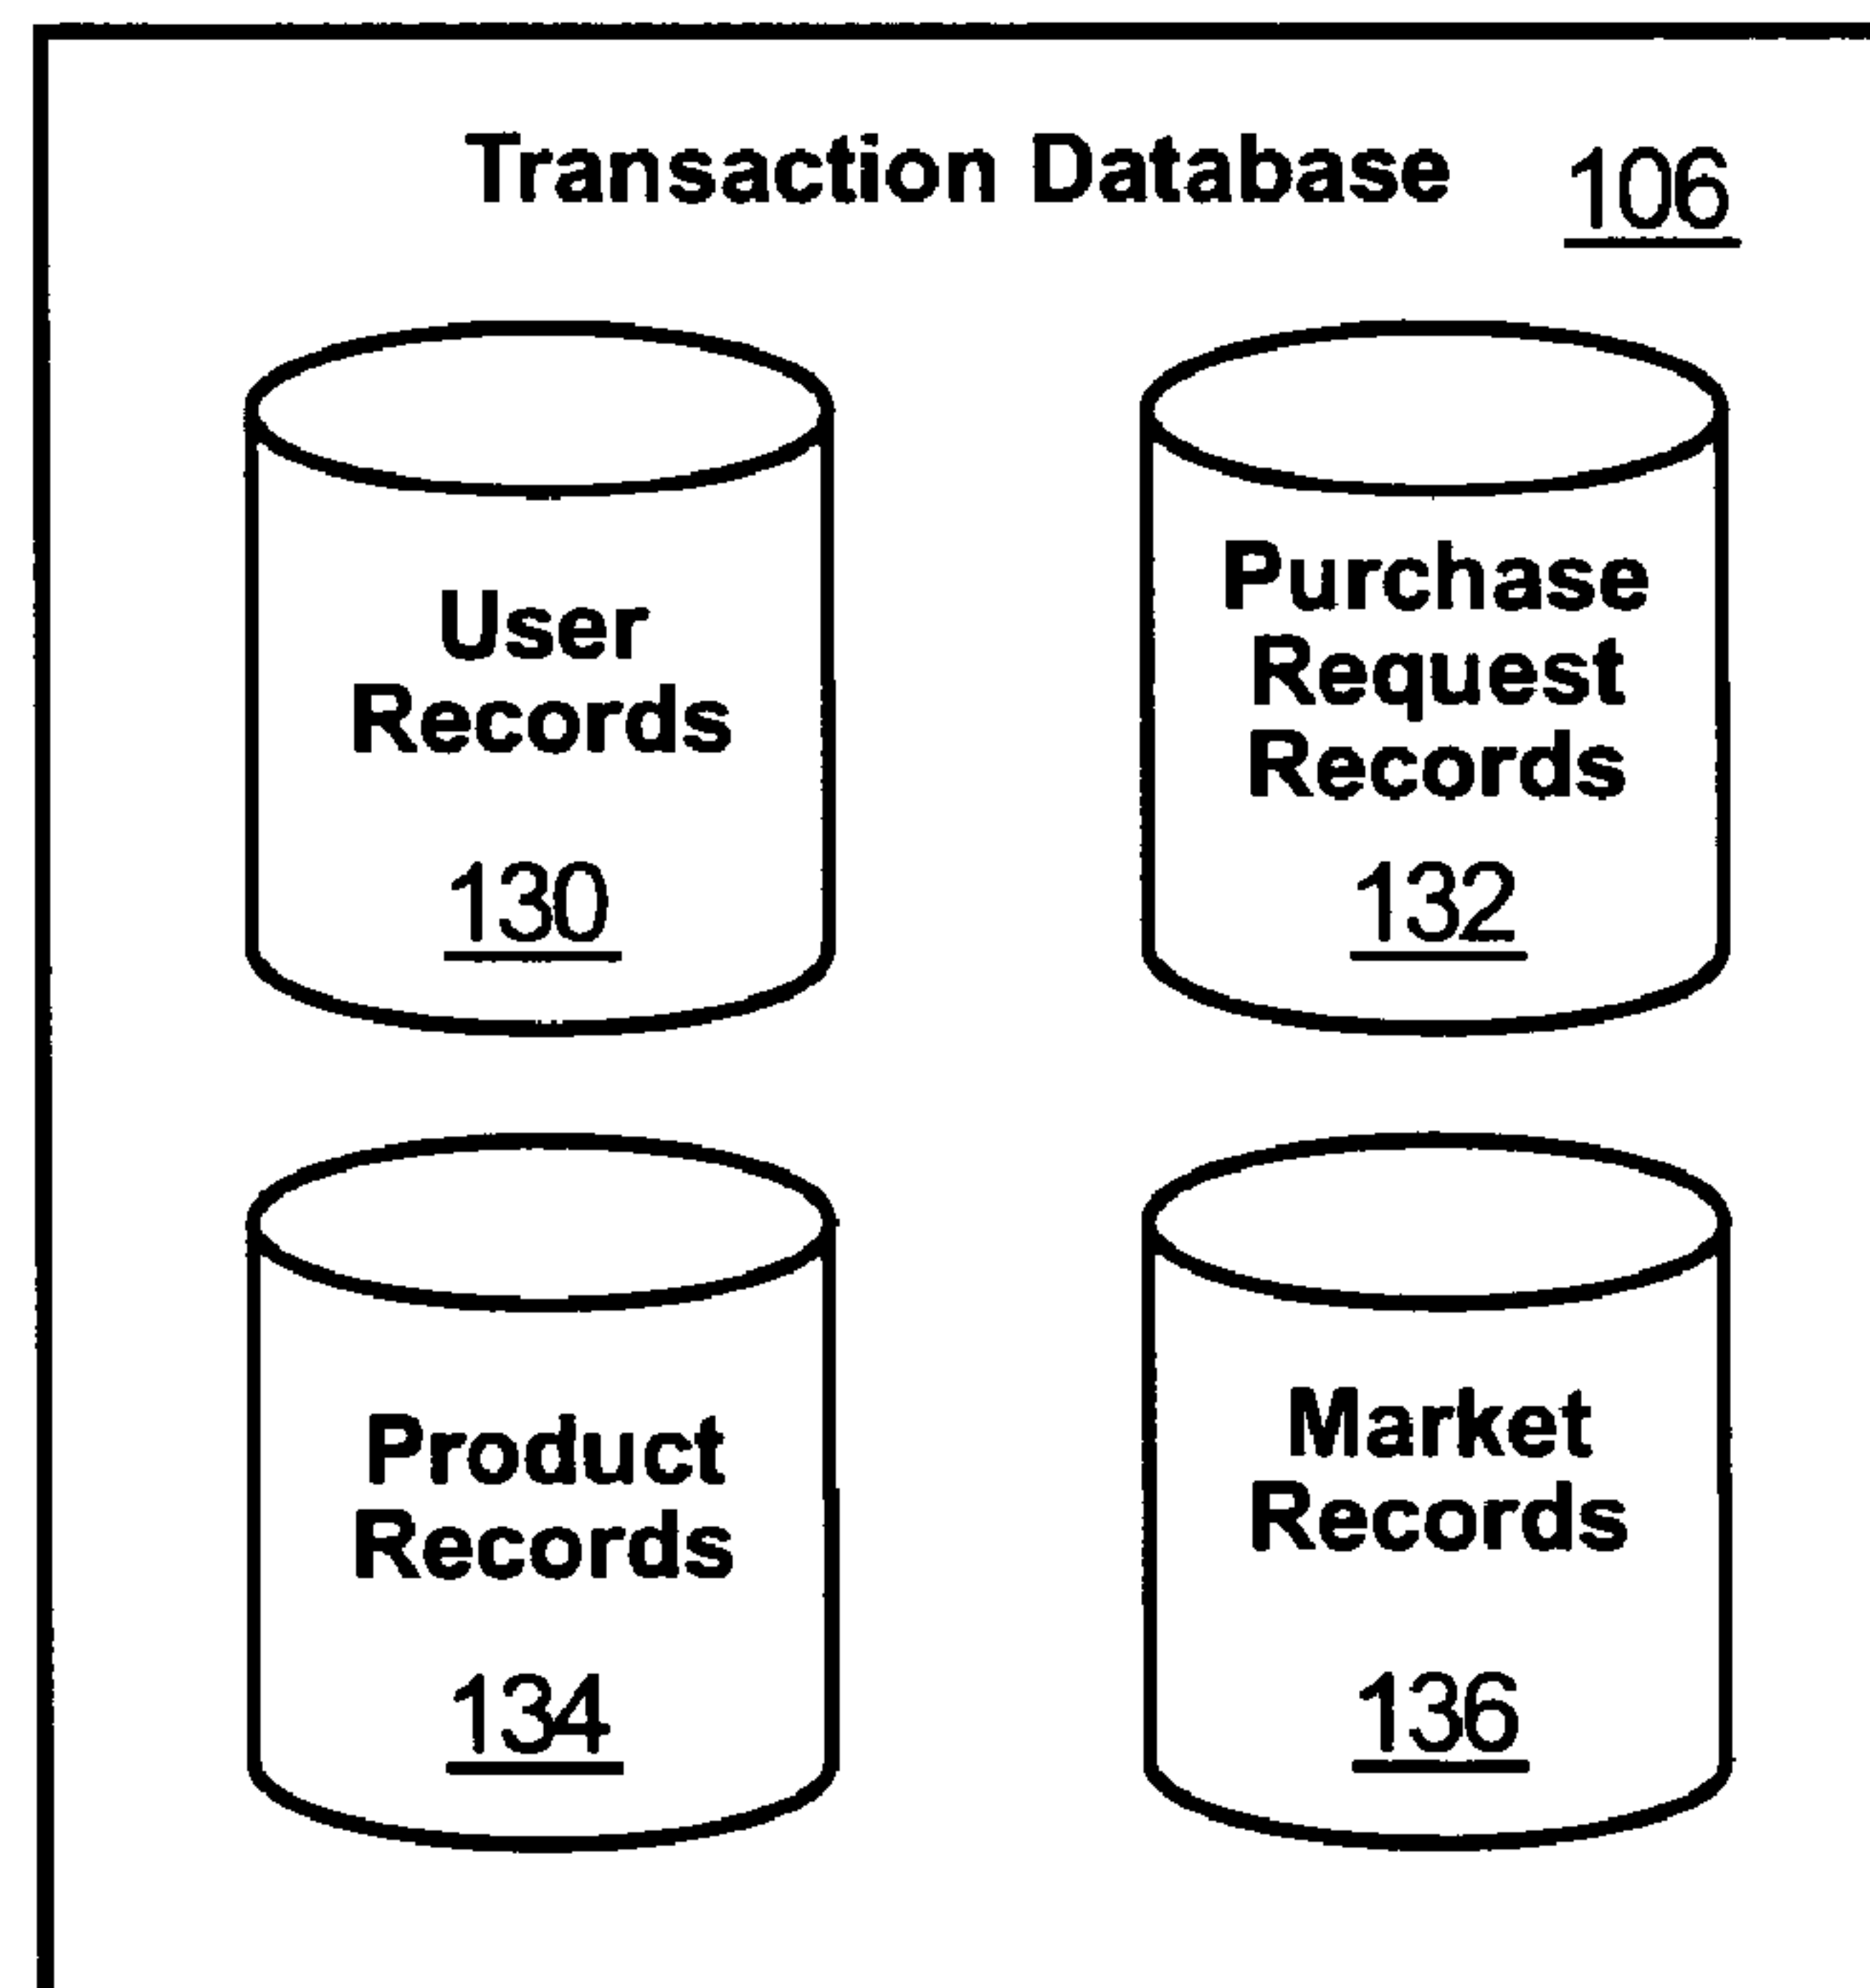 Transaction Database 106
User
Records
130
Purchase
Request
Records
132
Product
Records
134
Market
Records
136